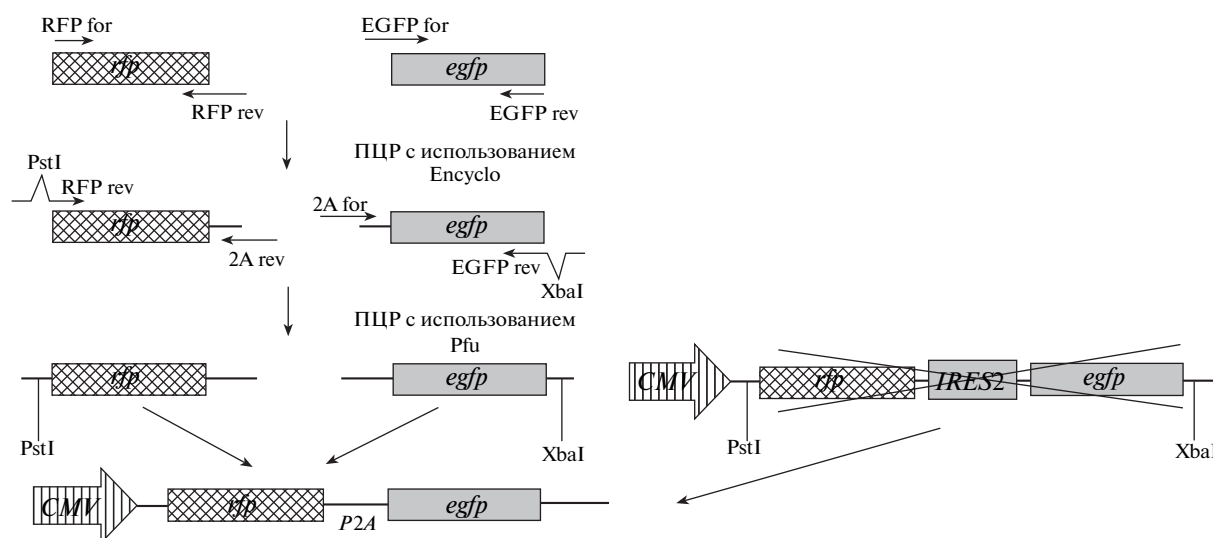 RFP for
EGFP for
rfp
egfp
RFP rev
EGFP rev
ПЦР с использованием
Encyclo
PstI
RFP rev
2A for
rfp
egfp
2A rev
EGFP rev
XbaI
ПЦР с использованием
Pfu
rfp
egfp
CMV
rfp
IRES2
egfp
PstI
XbaI
PstI
XbaI
CMV
rfp
P2A
egfp